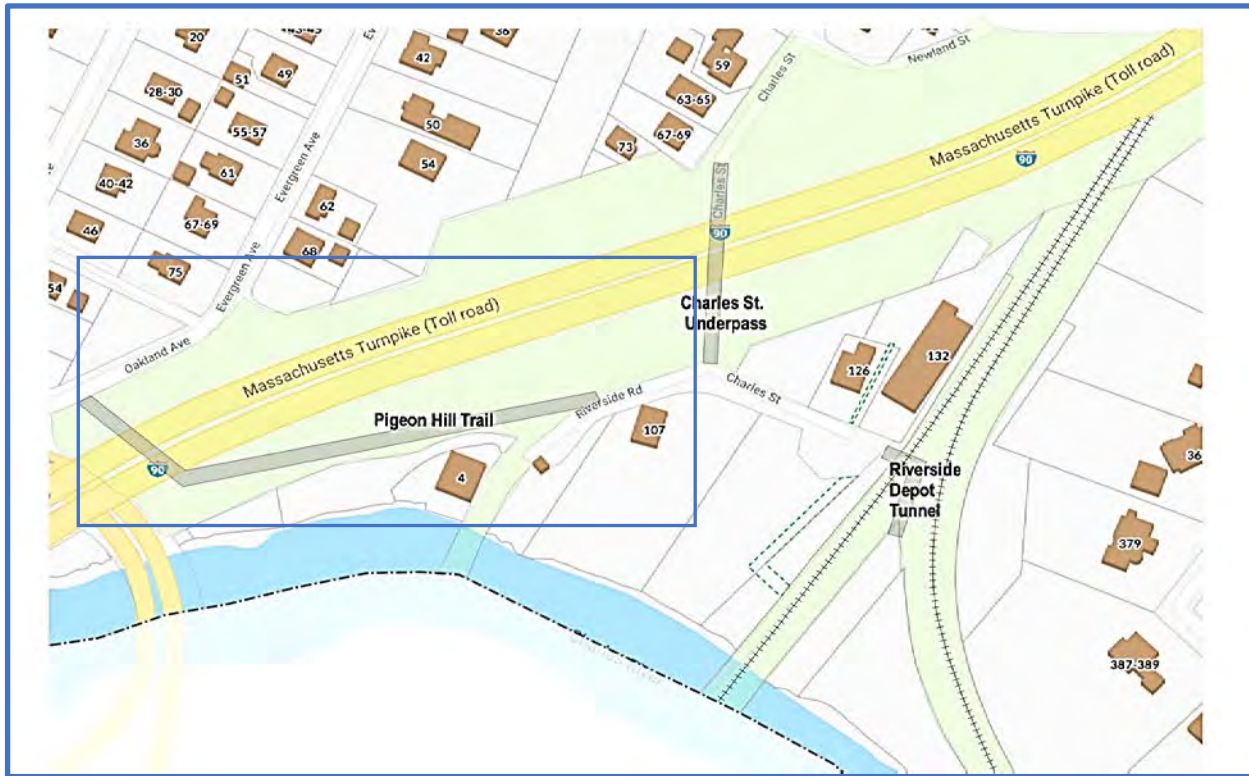 20
43-45
36
Newland St
Charles St
59
42
51
49
28-30
63-65
Massachusetts Turnpike (Toll road)
90
50
55-57
67-69
36
73
54
61
40-42
Evergreen Ave
Charles St
62
67-69
46
90
68
75
54
Evergreen Ave
Charles St.
Underpass
Massachusetts Turnpike (Toll road)
Oakland Ave
132
126
Charles St
Pigeon Hill Trail
Riverside Rd
107
36
90
4
Riverside
Depot
Tunnel
379
387-389